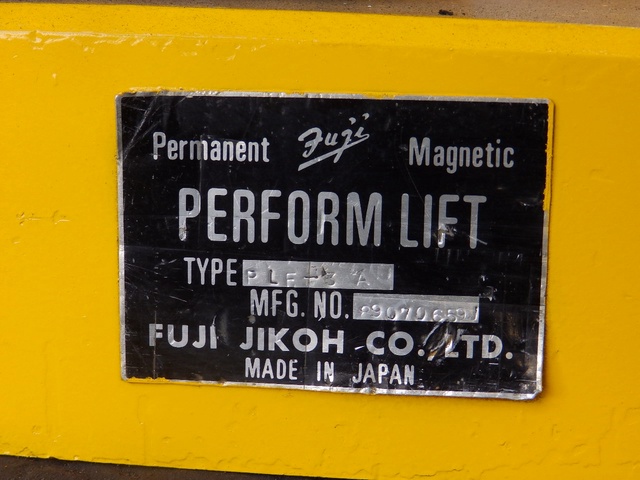 Permanent Fuji Magnetic
PERFORM LIFT
TYPE
MFG. NO.
FUJI JIKOH CO., LTD.
MADE IN JAPAN